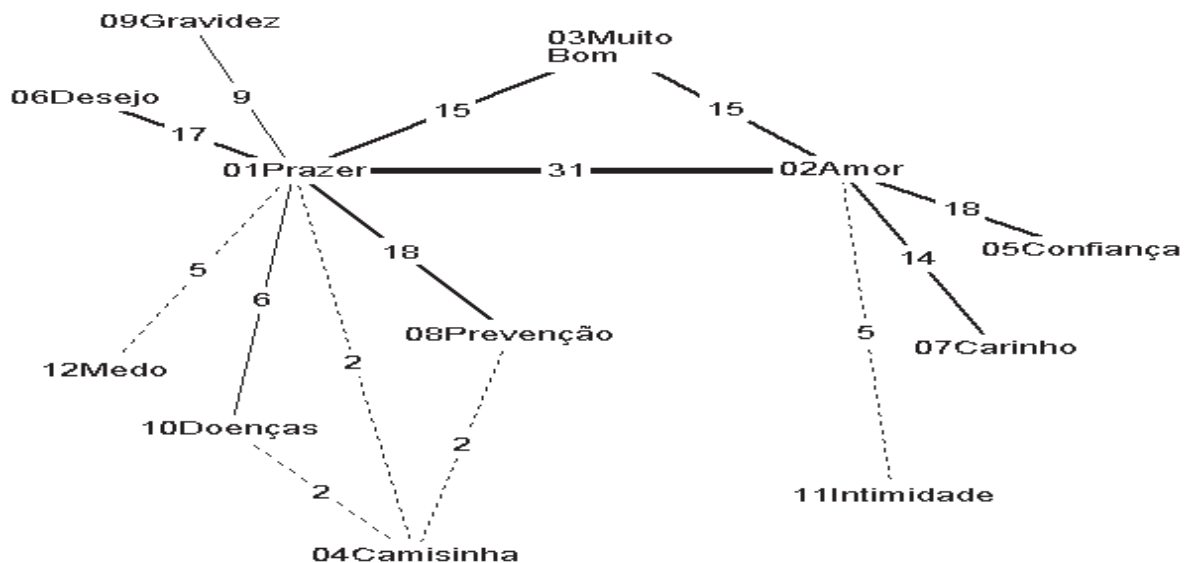 09Gravidez
03Muito
Bom
06Desejo
9
15
15
17
01Prazer
31
02Amor
18
05Confiança
18
14
5
6
08Prevenção
2
5
07Carinho
12Medo
10Doenças
2
2
11Intimidade
04Camisinha